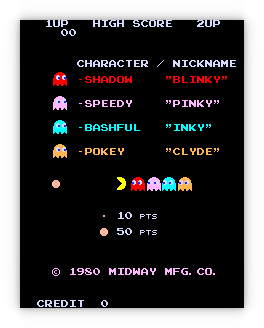 1UP HIGH SCORE 2UP
00
CHARACTER / NICKNAME
-SHADOW "BLINKY"
-SPEEDY "PINKY"
-BASHFUL "INKY"
-POKEY "CLYDE"
10 PTS
50 PTS
© 1980 MIDWAY MFG. CO.
CREDIT 0